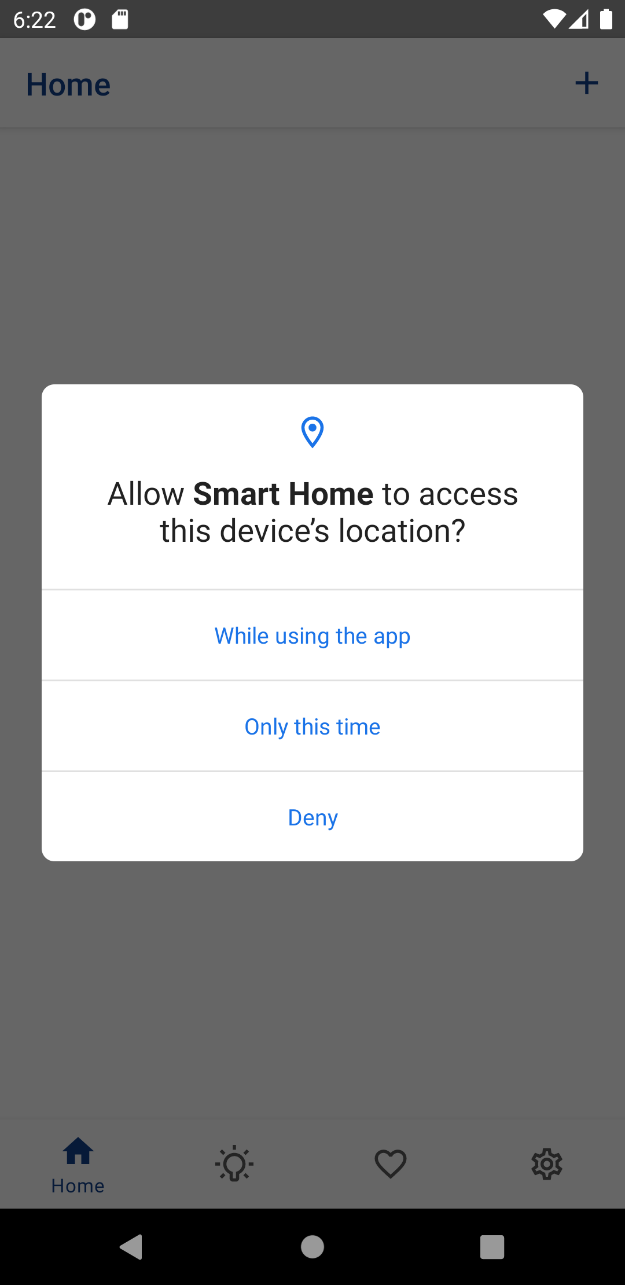 6:22
Home
Allow Smart Home to access
this device’s location?
While using the app
Only this time
Deny
Home